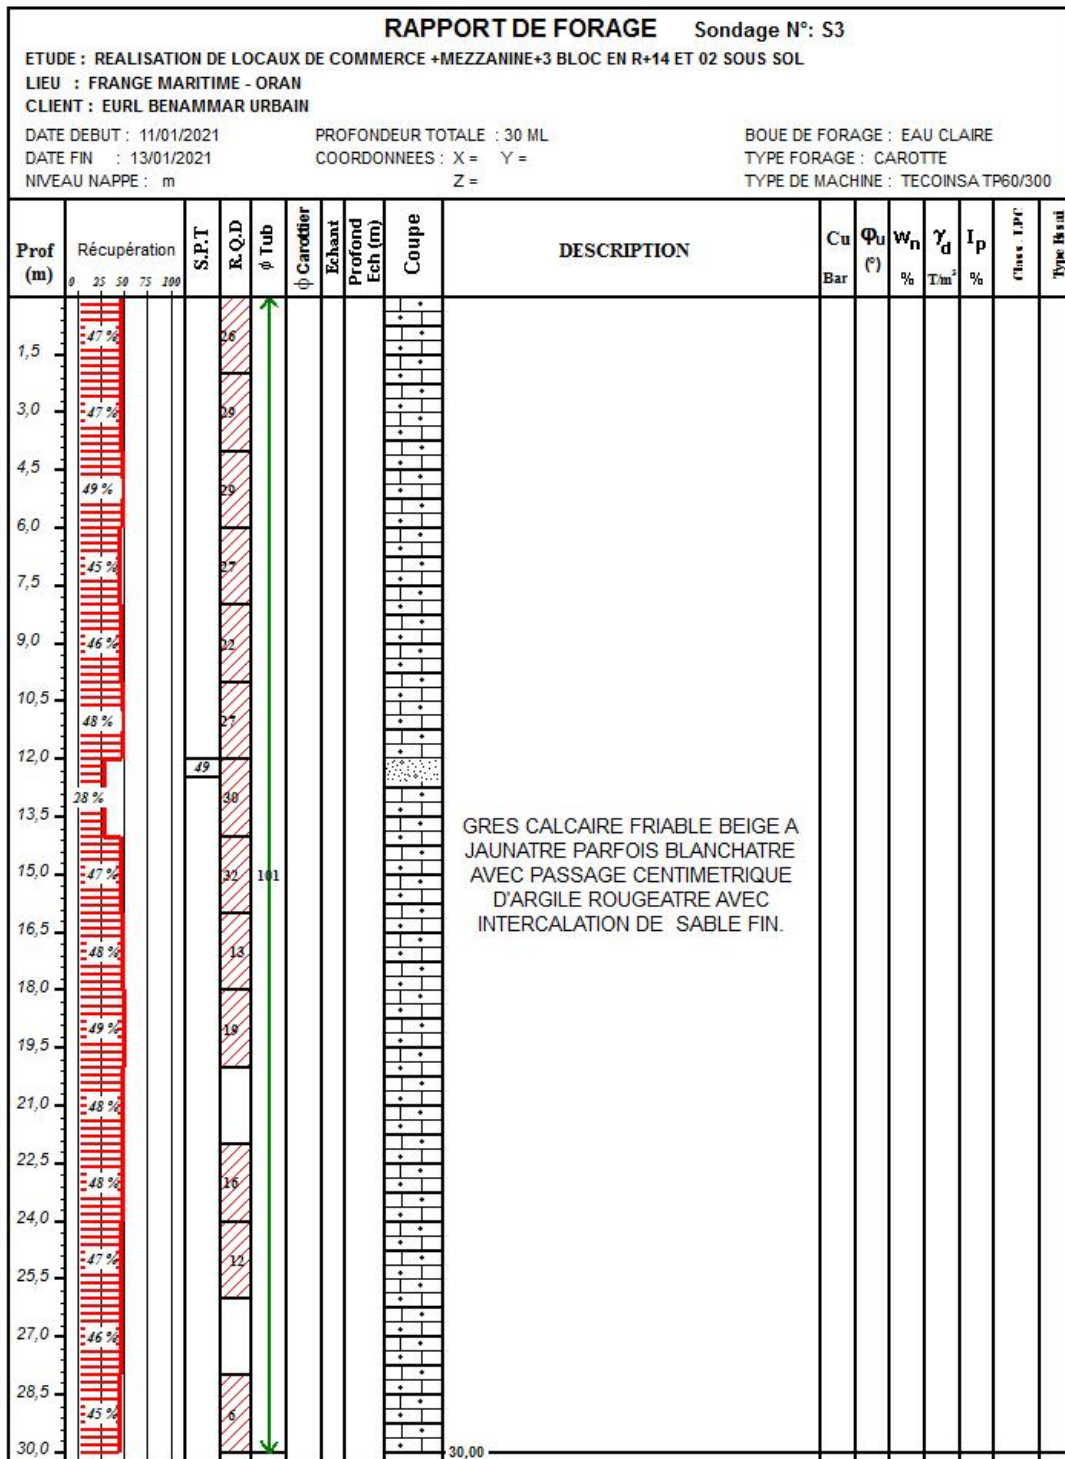 RAPPORT DE FORAGE Sondage N°: S3
ETUDE : REALISATION DE LOCAUX DE COMMERCE +MEZZANINE+3 BLOC EN R+14 ET 02 SOUS SOL
LIEU : FRANGE MARITIME - ORAN
CLIENT : EURL BENAMMAR URBAIN
DATE DEBUT : 11/01/2021 PROFONDEUR TOTALE : 30 ML BOUE DE FORAGE : EAU CLAIRE
DATE FIN : 13/01/2021 COORDONNEES : X = Y = TYPE FORAGE : CAROTTE
NIVEAU NAPPE : m Z = TYPE DE MACHINE : TECOINSA TP60/300
Prof (m) Récupération S.P.T R.Q.D ϕ Tub ϕ Carottier Echant Profond Ech (m) Coupe DESCRIPTION Cu Bar Φu (°) wn % γd T/m³ Ip % Class. LPC Type Essai
0 25 50 75 100
47 % 26
1,5
3,0 47 % 29
4,5
49 % 29
6,0
45 % 27
7,5
9,0 46 % 22
10,5
48 % 27
12,0
49
28 % 30
13,5
15,0 47 % 32 101
16,5
48 % 13
18,0
49 % 19
19,5
21,0 48 %
22,5
48 % 16
24,0
47 % 12
25,5
27,0 46 %
28,5
45 % 6
30,0 30,00
GRES CALCAIRE FRIABLE BEIGE A
JAUNATRE PARFOIS BLANCHATRE
AVEC PASSAGE CENTIMETRIQUE
D'ARGILE ROUGEATRE AVEC
INTERCALATION DE SABLE FIN.